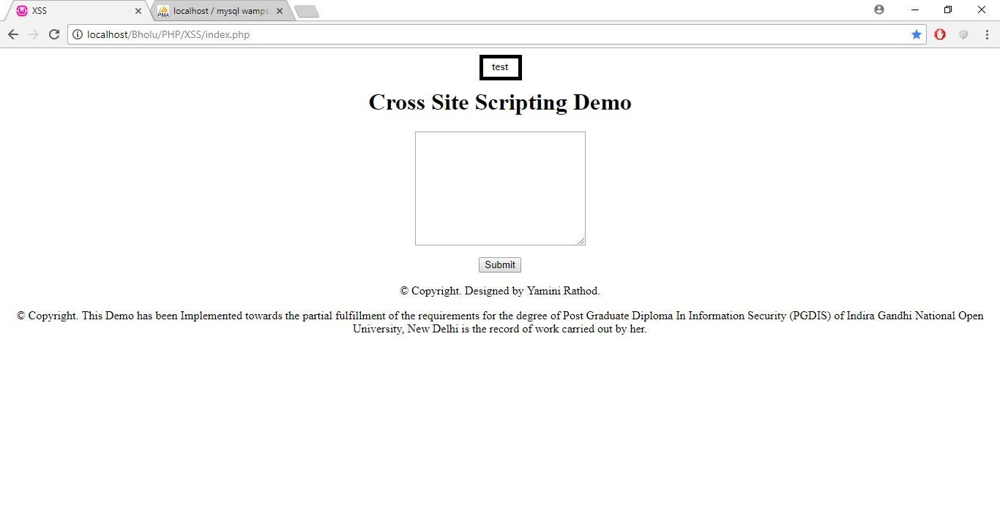 XSS
localhost / mysql wamps
localhost/Bholu/PHP/XSS/index.php
test
Cross Site Scripting Demo
Submit
© Copyright. Designed by Yamini Rathod.
© Copyright. This Demo has been Implemented towards the partial fulfillment of the requirements for the degree of Post Graduate Diploma In Information Security (PGDIS) of Indira Gandhi National Open
University, New Delhi is the record of work carried out by her.